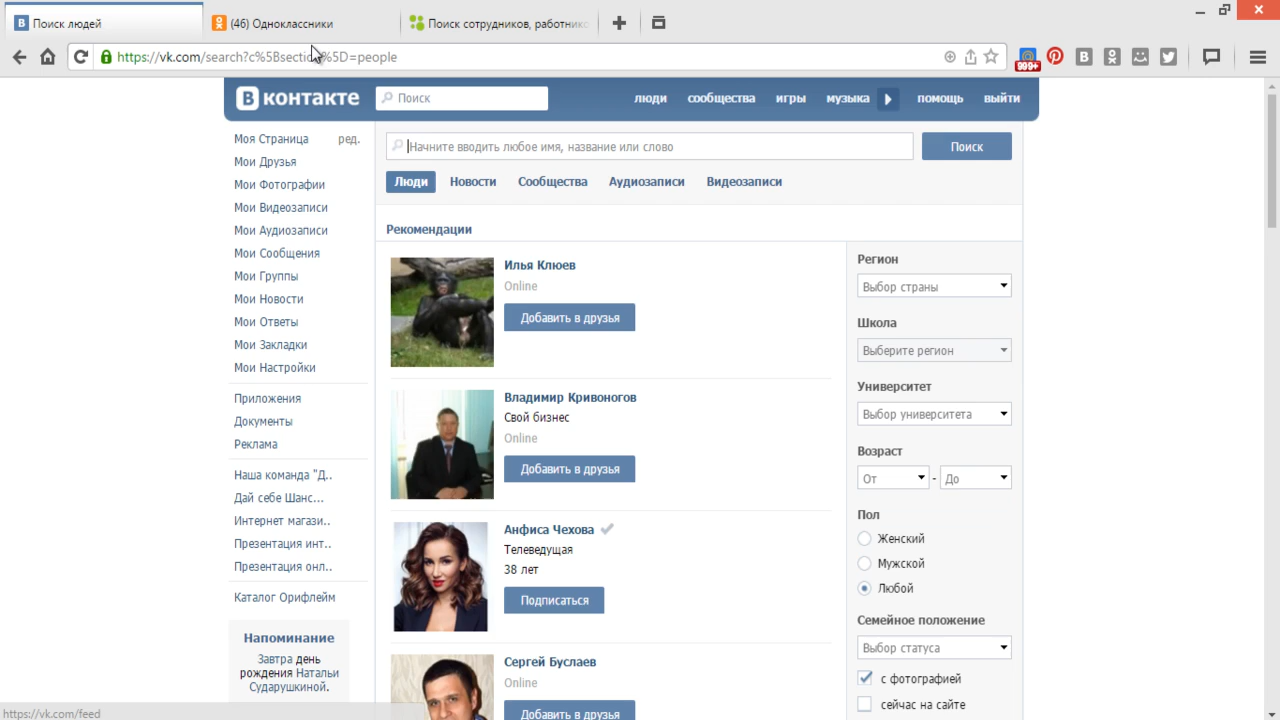 Поиск людей
(46) Одноклассники
Поиск сотрудников, работникс
https://vk.com/search?c%5Bsection%5D=people
999+
В контакте
Поиск
люди
сообщества
игры
музыка
помощь
выйти
Моя Страница
ред.
Мои Друзья
Мои Фотографии
Мои Видеозаписи
Мои Аудиозаписи
Мои Сообщения
Мои Группы
Мои Новости
Мои Ответы
Мои Закладки
Мои Настройки
Приложения
Документы
Реклама
Наша команда "Д..
Дай себе Шанс...
Интернет магази..
Презентация инт..
Презентация онл..
Каталог Орифлейм
Напоминание
Завтра день
рождения Натальи
Сударушкиной.
Начните вводить любое имя, название или слово
Поиск
Люди
Новости
Сообщества
Аудиозаписи
Видеозаписи
Рекомендации
Илья Клюев
Online
Добавить в друзья
Владимир Кривоногов
Свой бизнес
Online
Добавить в друзья
Анфиса Чехова
Телеведущая
38 лет
Подписаться
Сергей Буслаев
Online
Добавить в друзья
Регион
Выбор страны
Школа
Выберите регион
Университет
Выбор университета
Возраст
От - До
Пол
Женский
Мужской
Любой
Семейное положение
Выбор статуса
с фотографией
сейчас на сайте
https://vk.com/feed